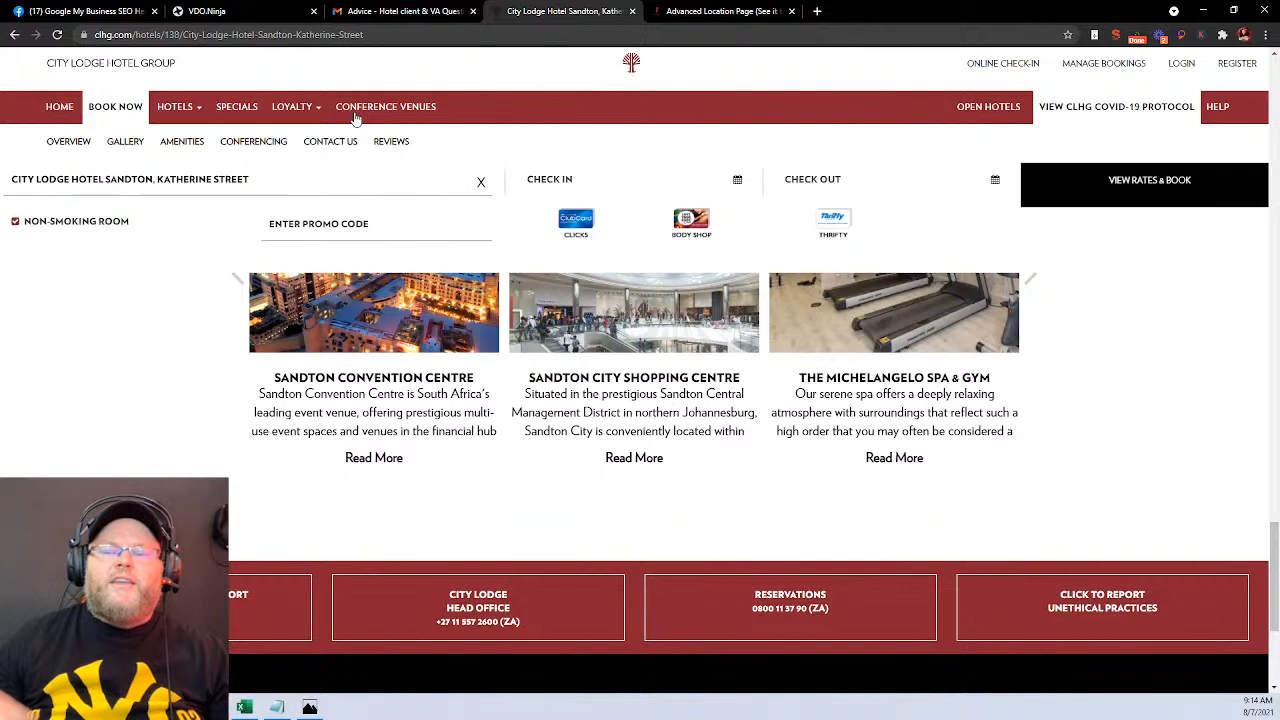 (17) Google My Business SEO He
VDO.Ninja
Advice - Hotel client & VA Quest
City Lodge Hotel Sandton, Kathe
Advanced Location Page (See it t
clhg.com/hotels/138/City-Lodge-Hotel-Sandton-Katherine-Street
CITY LODGE HOTEL GROUP
ONLINE CHECK-IN
MANAGE BOOKINGS
LOGIN
REGISTER
HOME
BOOK NOW
HOTELS
SPECIALS
LOYALTY
CONFERENCE VENUES
OPEN HOTELS
VIEW CLHG COVID-19 PROTOCOL
HELP
OVERVIEW
GALLERY
AMENITIES
CONFERENCING
CONTACT US
REVIEWS
CITY LODGE HOTEL SANDTON, KATHERINE STREET
X
CHECK IN
CHECK OUT
VIEW RATES & BOOK
NON-SMOKING ROOM
ENTER PROMO CODE
ClubCard
CLICKS
BODY SHOP
Thrifty
THRIFTY
SANDTON CONVENTION CENTRE
Sandton Convention Centre is South Africa's
leading event venue, offering prestigious multi-
use event spaces and venues in the financial hub
Read More
SANDTON CITY SHOPPING CENTRE
Situated in the prestigious Sandton Central
Management District in northern Johannesburg,
Sandton City is conveniently located within
Read More
THE MICHELANGELO SPA & GYM
Our serene spa offers a deeply relaxing
atmosphere with surroundings that reflect such a
high order that you may often be considered a
Read More
ORT
CITY LODGE
HEAD OFFICE
+27 11 557 2600 (ZA)
RESERVATIONS
0800 11 37 90 (ZA)
CLICK TO REPORT
UNETHICAL PRACTICES
9:14 AM
8/7/2021